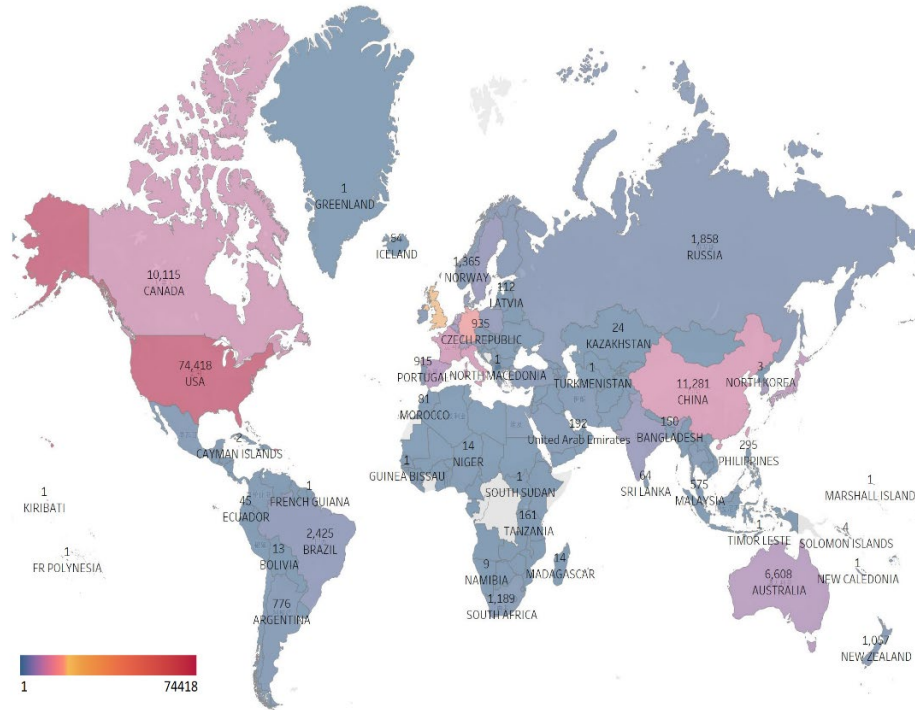 1
GREENLAND
64
ICELAND
1,858
RUSSIA
1,365
NORWAY
10,115
CANADA
112
LATVIA
935
CZECH REPUBLIC
24
KAZAKHSTAN
74,418
USA
915
PORTUGAL
1
NORTH MACEDONIA
1
TURKMENISTAN
11,281
CHINA
3
NORTH KOREA
81
MOROCCO
192
United Arab Emirates
150
BANGLADESH
2
CAYMAN ISLANDS
14
NIGER
295
PHILIPPINES
1
GUINEA BISSAU
1
SOUTH SUDAN
64
SRI LANKA
575
MALAYSIA
1
MARSHALL ISLAND
1
KIRIBATI
1
FRENCH GUIANA
45
ECUADOR
161
TANZANIA
1
TIMOR LESTE
4
SOLOMON ISLANDS
2,425
BRAZIL
1
FR POLYNESIA
13
BOLIVIA
9
NAMIBIA
14
MADAGASCAR
1
NEW CALEDONIA
6,608
AUSTRALIA
776
ARGENTINA
1,189
SOUTH AFRICA
1,057
NEW ZEALAND
1
74418